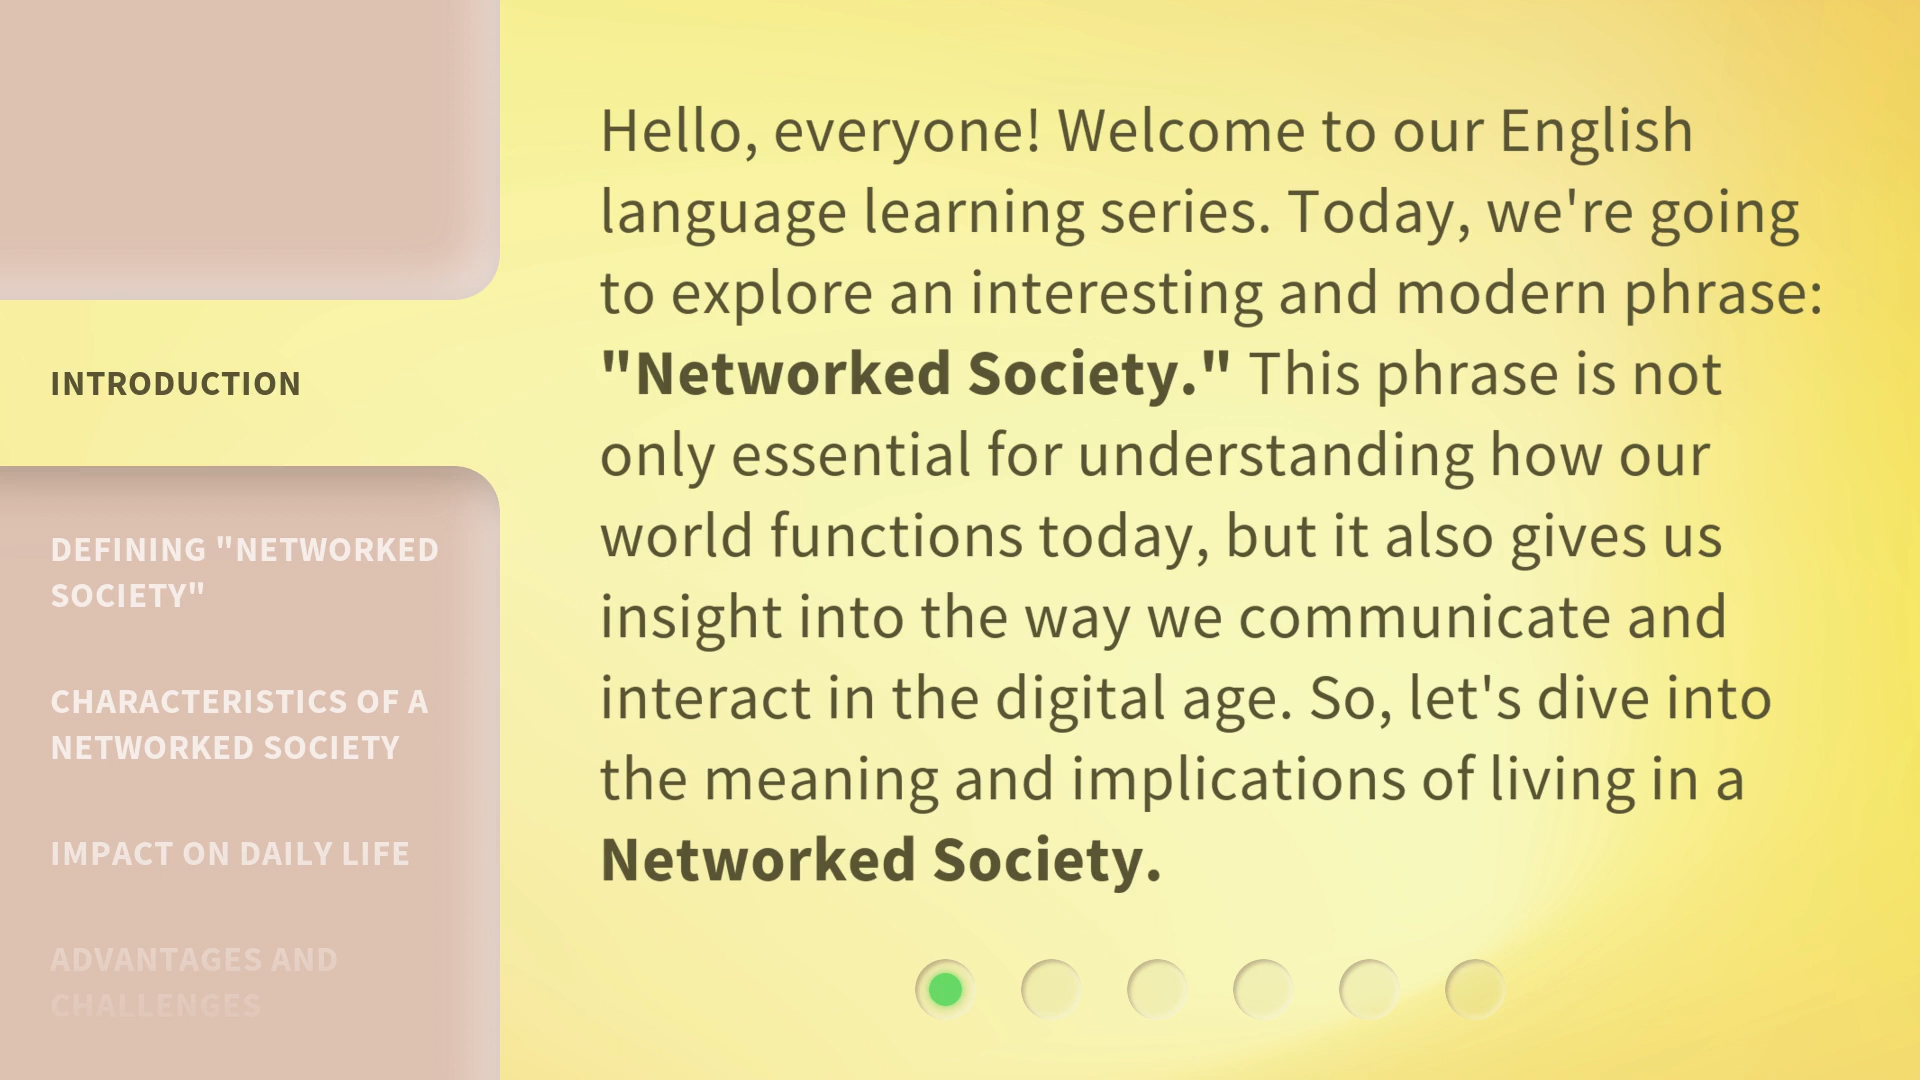 INTRODUCTION
DEFINING "NETWORKED
SOCIETY"
CHARACTERISTICS OF A
NETWORKED SOCIETY
IMPACT ON DAILY LIFE
ADVANTAGES AND
CHALLENGES
Hello, everyone! Welcome to our English
language learning series. Today, we're going
to explore an interesting and modern phrase:
"Networked Society." This phrase is not
only essential for understanding how our
world functions today, but it also gives us
insight into the way we communicate and
interact in the digital age. So, let's dive into
the meaning and implications of living in a
Networked Society.